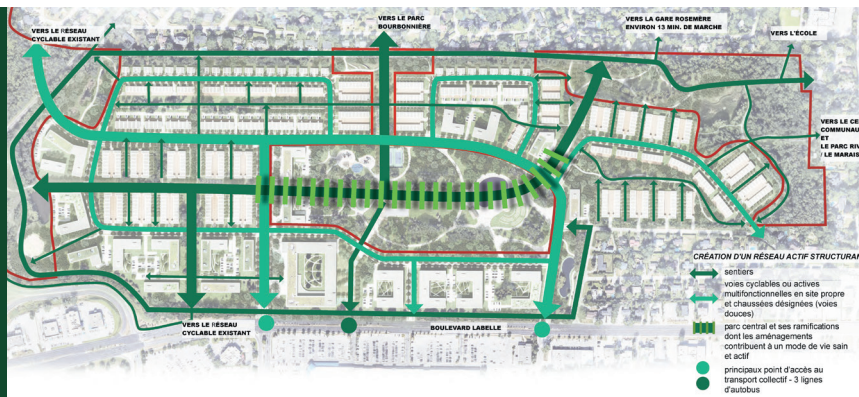 VERS LE RÉSEAU
CYCLABLE EXISTANT
VERS LE PARC
BOURBONNIÈRE
VERS LA GARE ROSEMÈRE
ENVIRON 13 MIN. DE MARCHE
VERS L'ÉCOLE
VERS LE
COMMUNAU
ET
LE PARC
LE MARAIS
VERS LE RÉSEAU
CYCLABLE EXISTANT
BOULEVARD LABELLE
CRÉATION D'UN RÉSEAU ACTIF STRUCTURAN
sentiers
voies cyclables ou actives
multifonctionnelles en site propre
et chaussées désignées (voies
douces)
parc central et ses ramifications
dont les aménagements
contribuent à un mode de vie sain
et actif
principaux point d'accès au
transport collectif - 3 lignes
d'autobus